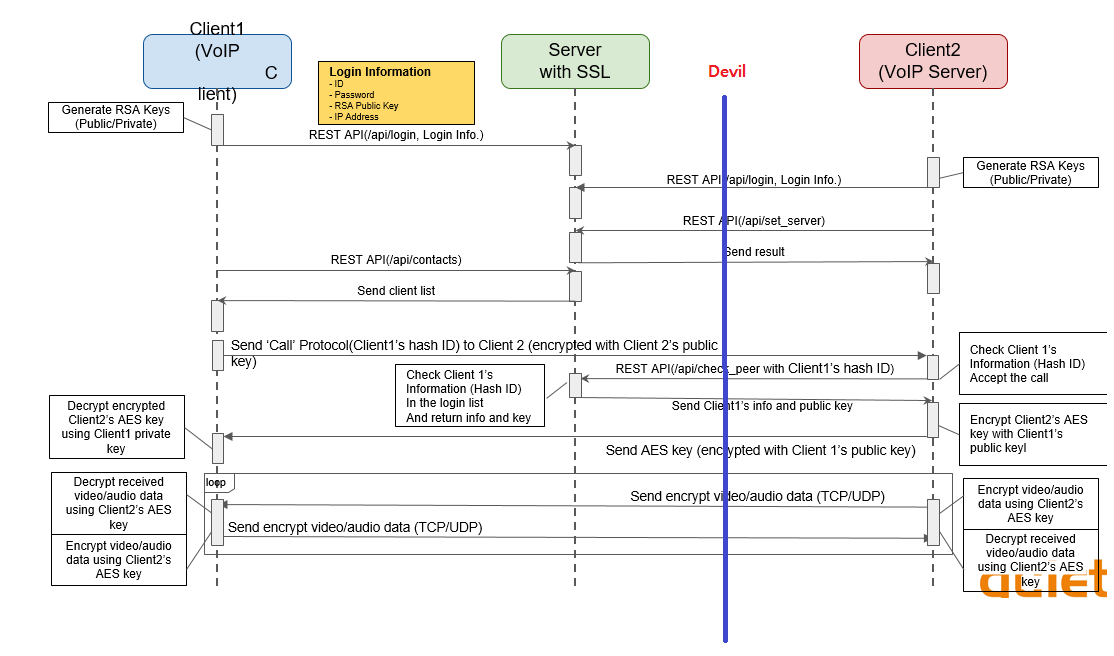 Client1
(VoIP
C
lient)
Server
with SSL
Devil
Client2
(VoIP Server)
Login Information
- ID
- Password
- RSA Public Key
- IP Address
Generate RSA Keys
(Public/Private)
REST API(/api/login, Login Info.)
Generate RSA Keys
(Public/Private)
REST API(/api/login, Login Info.)
REST API(/api/set_server)
Send result
REST API(/api/contacts)
Send client list
Send ‘Call’ Protocol(Client1’s hash ID) to Client 2 (encrypted with Client 2’s public
key)
Check Client 1’s
Information (Hash ID)
Accept the call
REST API(/api/check_peer with Client1’s hash ID)
Check Client 1’s
Information (Hash ID)
In the login list
And return info and key
Send Client1’s info and public key
Decrypt encrypted
Client2’s AES key
using Client1 private
key
Encrypt Client2’s AES
key with Client1’s
public keyI
Send AES key (encrypted with Client 1’s public key)
loop
Decrypt received
video/audio data
using Client2’s AES
key
Send encrypt video/audio data (TCP/UDP)
Encrypt video/audio
data using Client2’s
AES key
Send encrypt video/audio data (TCP/UDP)
Encrypt video/audio
data using Client2’s
AES key
Decrypt received
video/audio data
using Client2’s AES
key
quiet